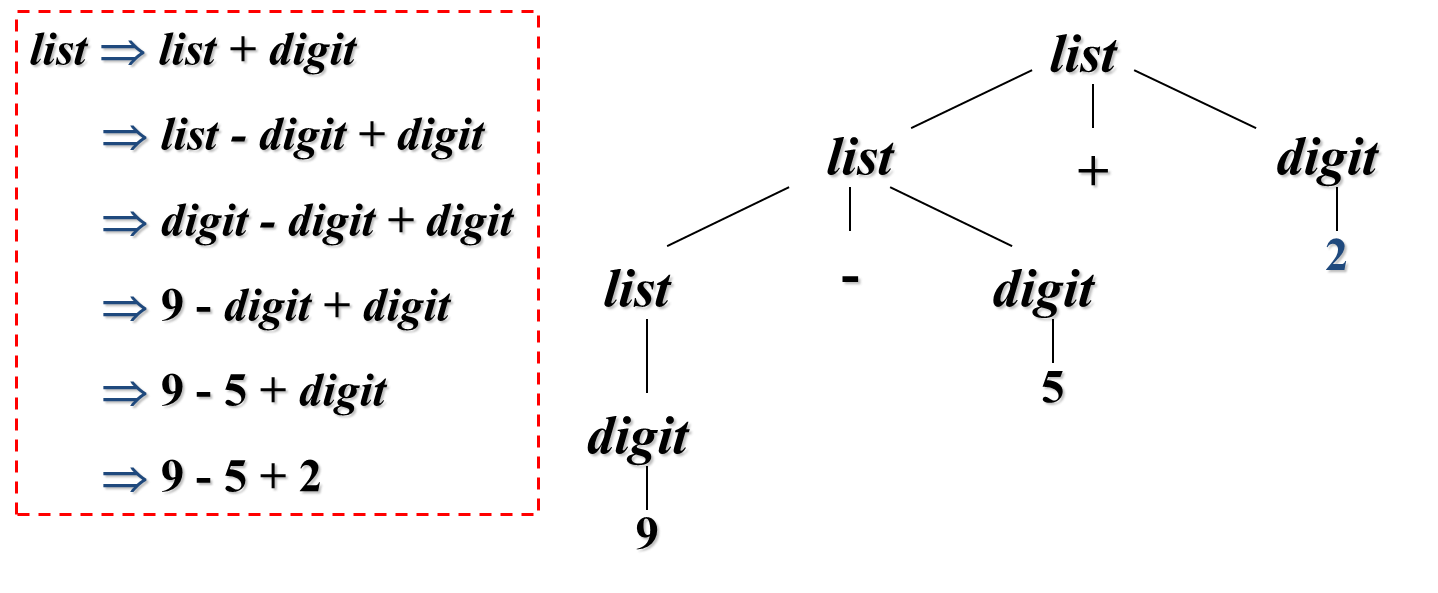 list ⇒ list + digit
⇒ list - digit + digit
⇒ digit - digit + digit
⇒ 9 - digit + digit
⇒ 9 - 5 + digit
⇒ 9 - 5 + 2
list
list + digit
2
list - digit
5
digit
9